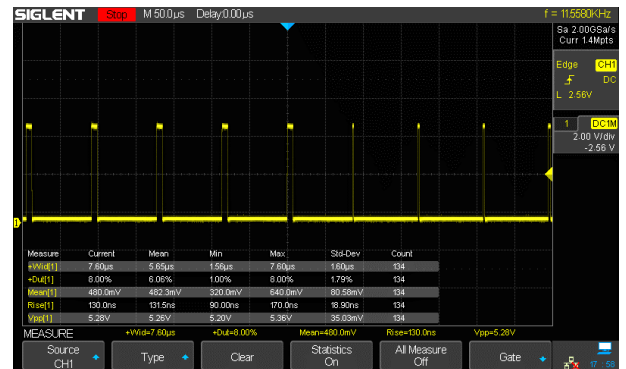 SIGLENT Stop M 50.0µs Delay:0.00µs f = 11.5580KHz
Sa 2.00GSa/s
Curr 1.4Mpts
Edge CH1
DC
L 2.56V
1 DC1M
2.00 V/div
-2.56 V
1
Measure Current Mean Min Max Std-Dev Count
+Wid[1] 7.60µs 5.65µs 1.56µs 7.60µs 1.60µs 134
+Dut[1] 8.00% 6.06% 1.00% 8.00% 1.79% 134
Mean[1] 480.0mV 482.3mV 320.0mV 640.0mV 80.58mV 134
Rise[1] 130.0ns 131.5ns 90.00ns 170.0ns 18.90ns 134
Vpp[1] 5.28V 5.26V 5.20V 5.36V 35.03mV 134
MEASURE +Wid=7.60µs +Dut=8.00% Mean=480.0mV Rise=130.0ns Vpp=5.28V
Source CH1
Type
Clear
Statistics On
All Measure Off
Gate
17:58